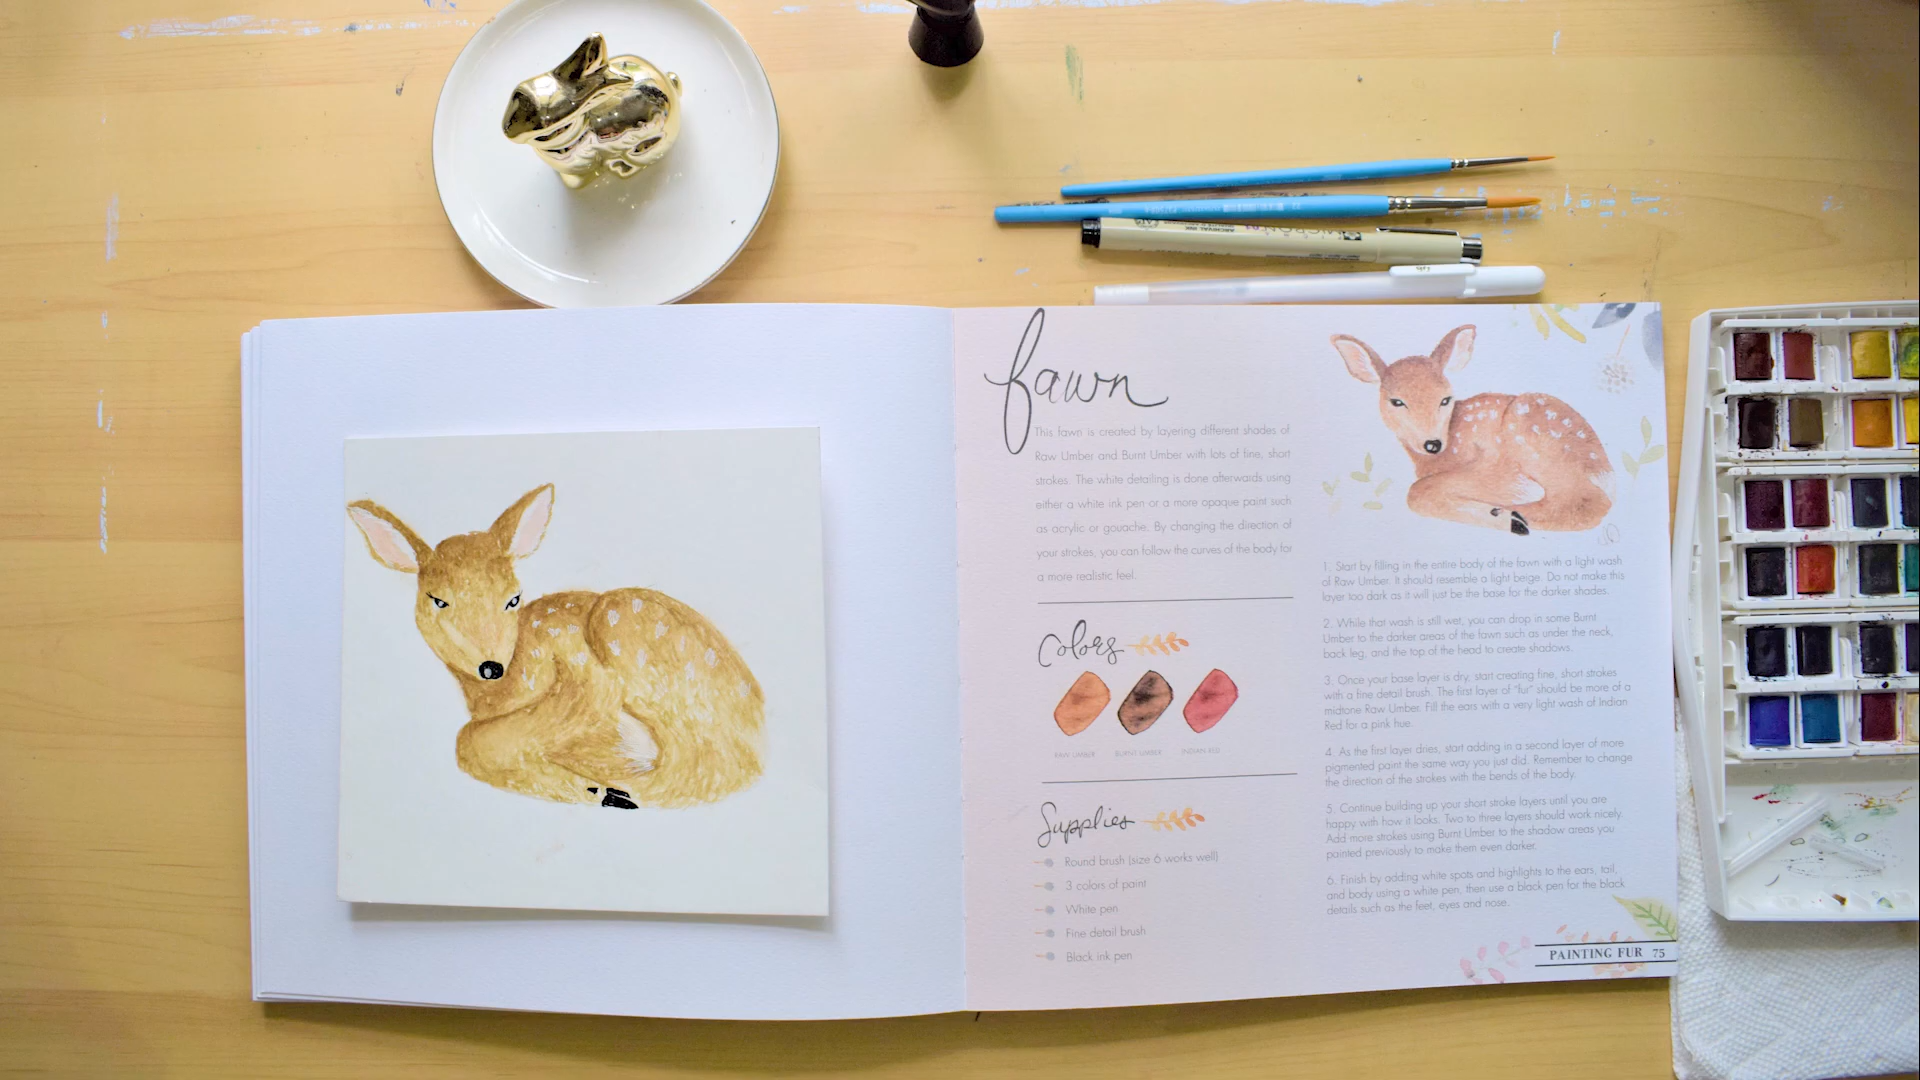 MICRON 01
ARCHIVAL INK
fawn
This fawn is created by layering different shades of
Raw Umber and Burnt Umber with lots of fine, short
strokes. The white detailing is done afterwards using
either a white ink pen or a more opaque paint such
as acrylic or gouache. By changing the direction of
your strokes, you can follow the curves of the body for
a more realistic feel.
Colors
RAW UMBER BURNT UMBER INDIAN RED
Supplies
Round brush (size 6 works well)
3 colors of paint
White pen
Fine detail brush
Black ink pen
1. Start by filling in the entire body of the fawn with a light wash
of Raw Umber. It should resemble a light beige. Do not make this
layer too dark as it will just be the base for the darker shades.
2. While that wash is still wet, you can drop in some Burnt
Umber to the darker areas of the fawn such as under the neck,
back leg, and the top of the head to create shadows.
3. Once your base layer is dry, start creating fine, short strokes
with a fine detail brush. The first layer of "fur" should be more of a
midtone Raw Umber. Fill the ears with a very light wash of Indian
Red for a pink hue.
4. As the first layer dries, start adding in a second layer of more
pigmented paint the same way you just did. Remember to change
the direction of the strokes with the bends of the body.
5. Continue building up your short stroke layers until you are
happy with how it looks. Two to three layers should work nicely.
Add more strokes using Burnt Umber to the shadow areas you
painted previously to make them even darker.
6. Finish by adding white spots and highlights to the ears, tail,
and body using a white pen, then use a black pen for the black
details such as the feet, eyes and nose.
PAINTING FUR 75